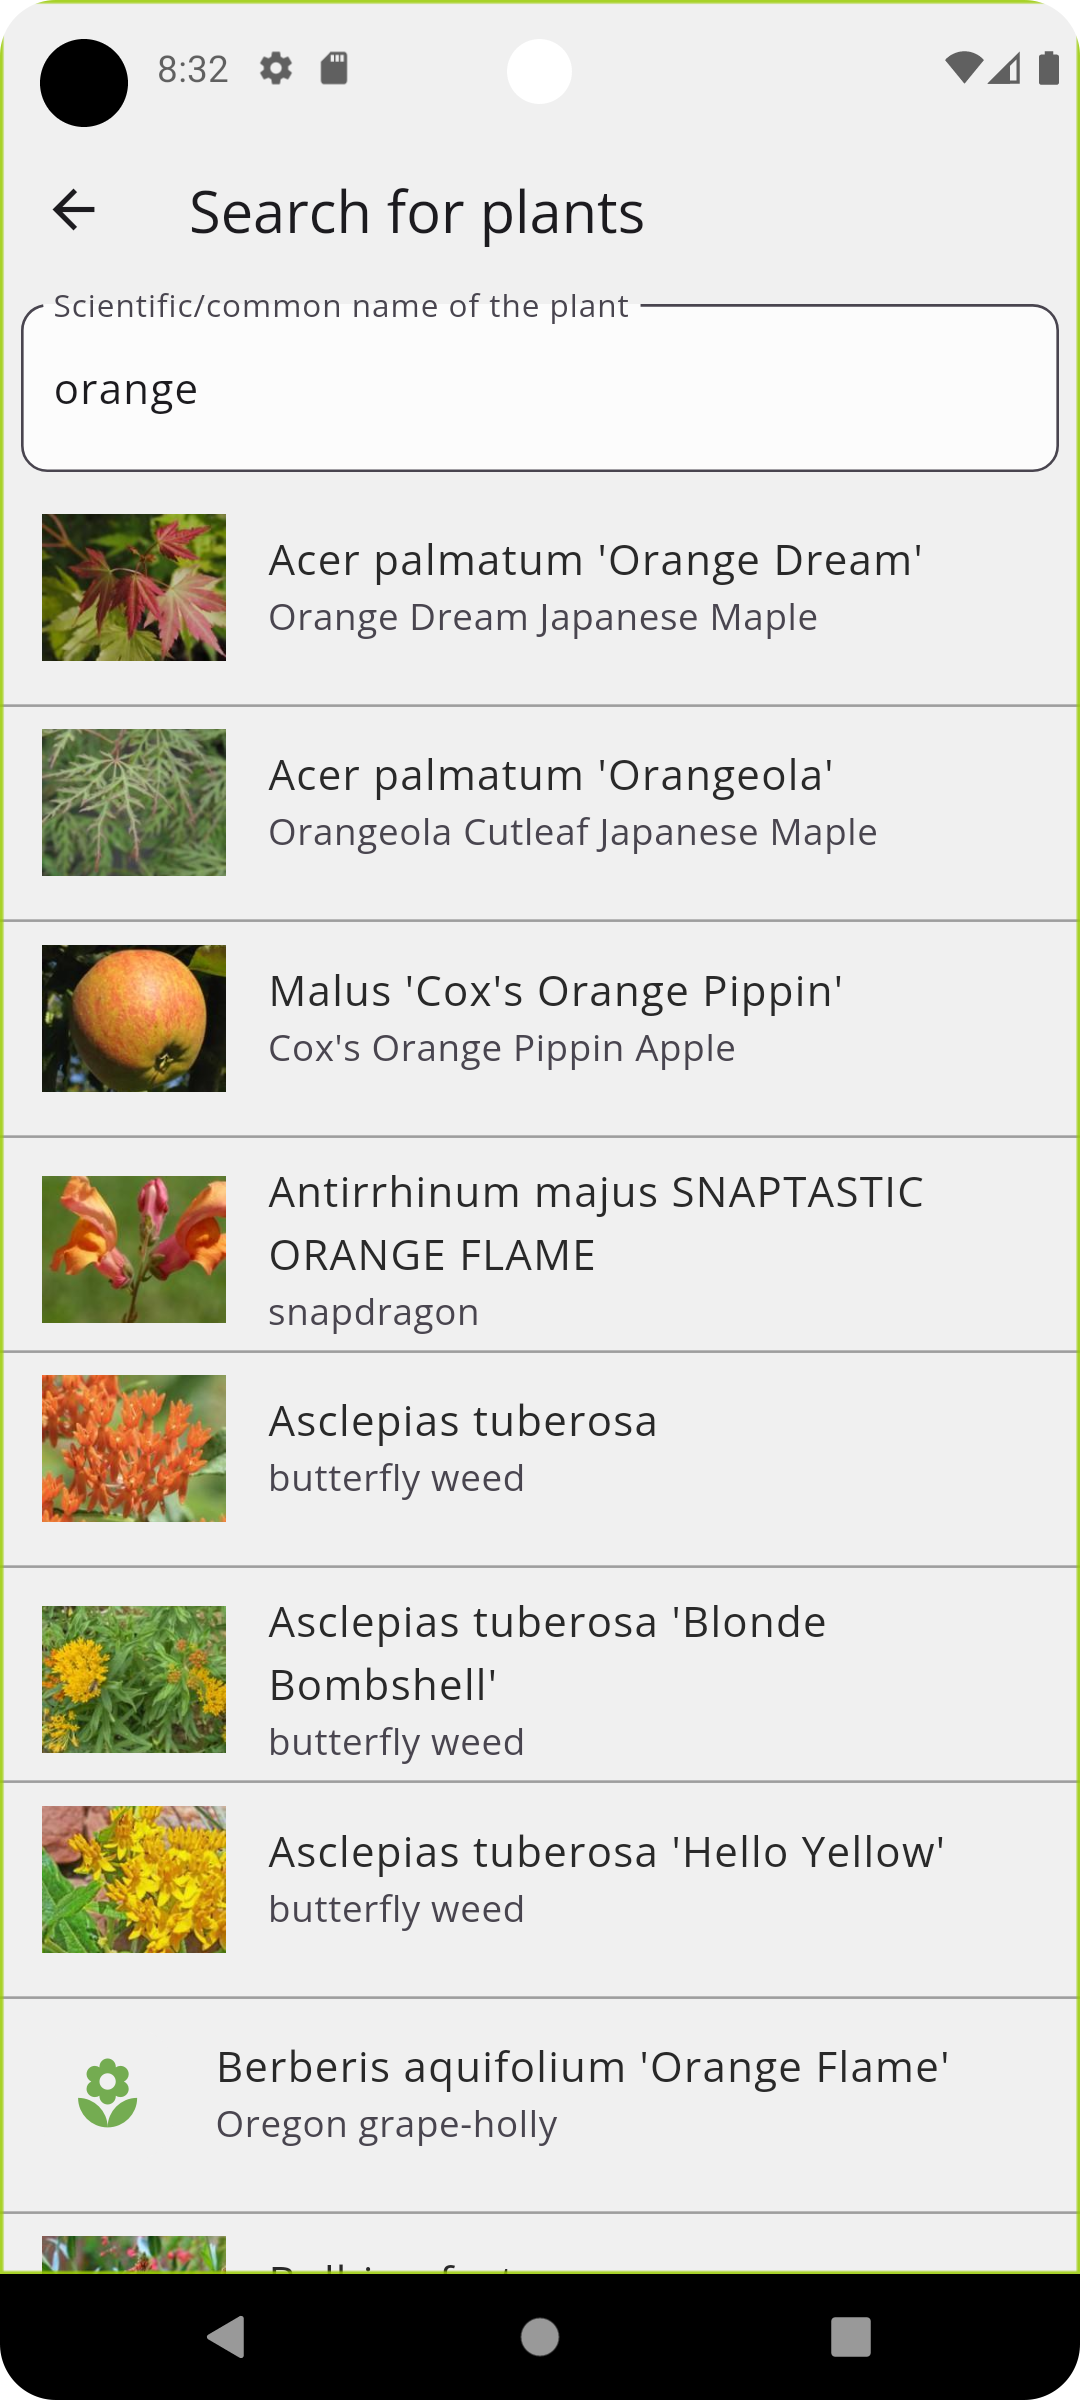 8:32
Search for plants
Scientific/common name of the plant
orange
Acer palmatum 'Orange Dream'
Orange Dream Japanese Maple
Acer palmatum 'Orangeola'
Orangeola Cutleaf Japanese Maple
Malus 'Cox's Orange Pippin'
Cox's Orange Pippin Apple
Antirrhinum majus SNAPTASTIC
ORANGE FLAME
snapdragon
Asclepias tuberosa
butterfly weed
Asclepias tuberosa 'Blonde
Bombshell'
butterfly weed
Asclepias tuberosa 'Hello Yellow'
butterfly weed
Berberis aquifolium 'Orange Flame'
Oregon grape-holly